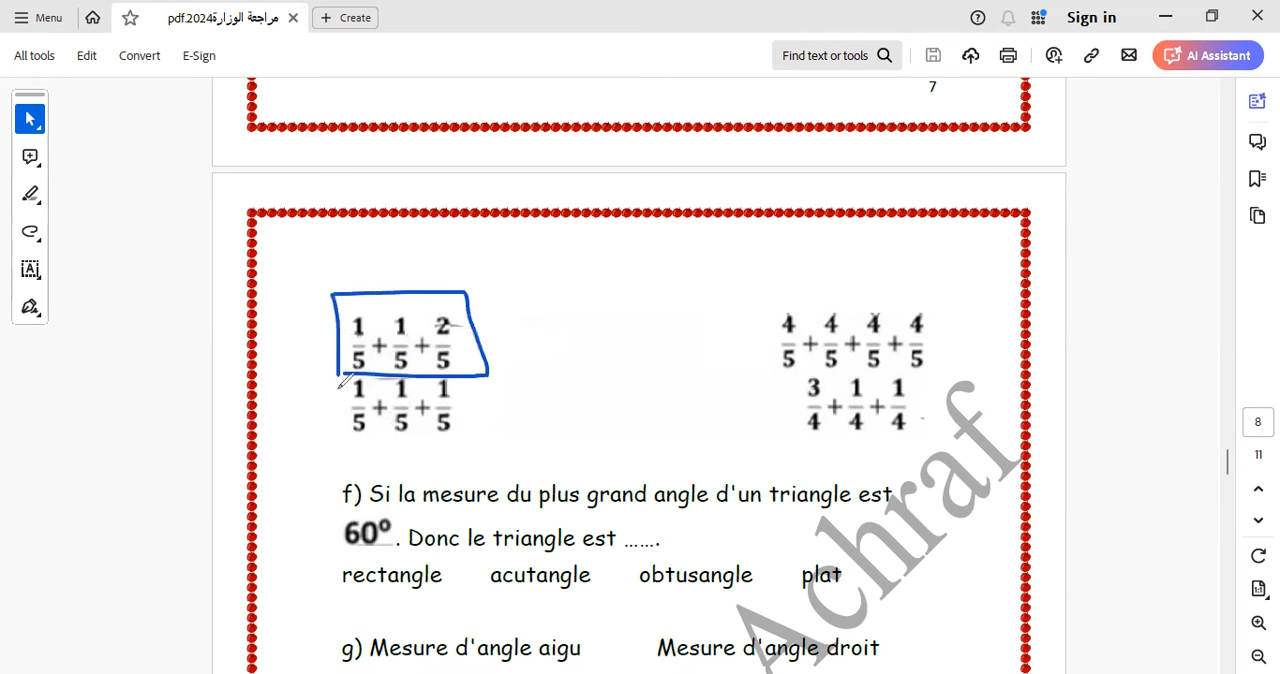 Menu
مراجعة الوزارة2024.pdf
Create
Sign in
All tools
Edit
Convert
E-Sign
Find text or tools
AI Assistant
7
1/5 + 1/5 + 2/5
4/5 + 4/5 + 4/5 + 4/5
1/5 + 1/5 + 1/5
3/4 + 1/4 + 1/4
f) Si la mesure du plus grand angle d'un triangle est
60º. Donc le triangle est …….
rectangle acutangle obtusangle plat
g) Mesure d'angle aigu Mesure d'angle droit
Achraf
8
11